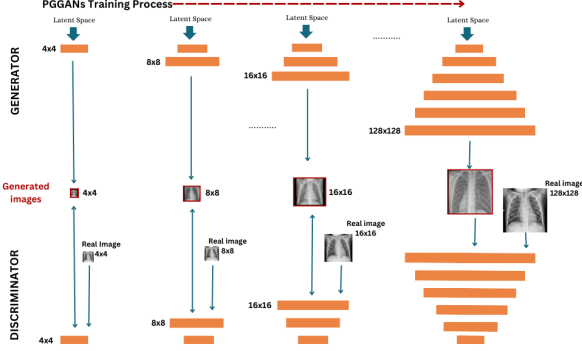 PGGANs Training Process
Latent Space
Latent Space
Latent Space
Latent Space
GENERATOR
4x4
8x8
16x16
...........
...........
128x128
Generated
images
4x4
8x8
16x16
Real Image
4x4
Real image
8x8
Real image
16x16
Real image
128x128
DISCRIMINATOR
4x4
8x8
16x16